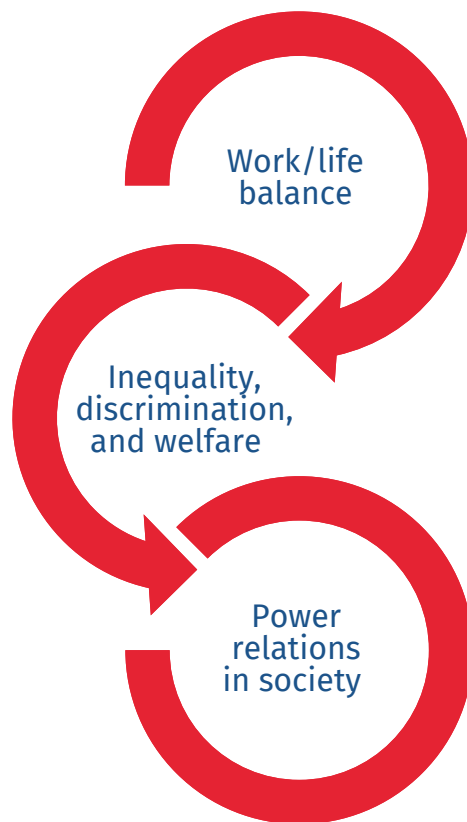 Work/life
balance
Inequality,
discrimination,
and welfare
Power
relations
in society